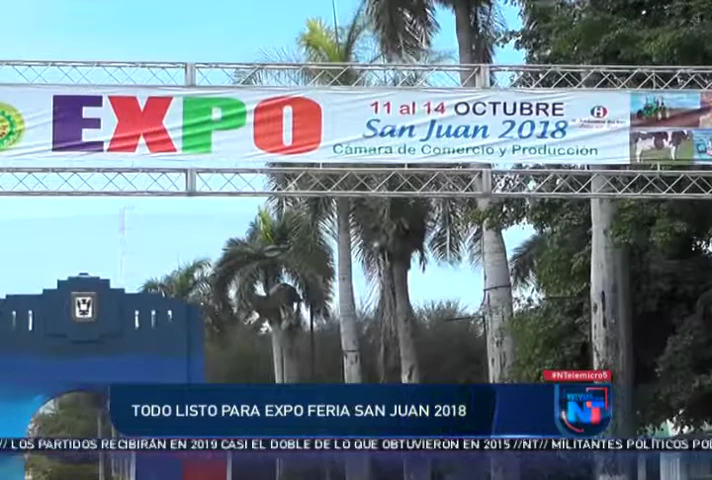 EXPO
11 al 14 OCTUBRE
San Juan 2018
Cámara de Comercio y Producción
#NTelemicro5
NT
TODO LISTO PARA EXPO FERIA SAN JUAN 2018
// LOS PARTIDOS RECIBIRÁN EN 2019 CASI EL DOBLE DE LO QUE OBTUVIERON EN 2015 //NT// MILITANTES POLÍTICOS